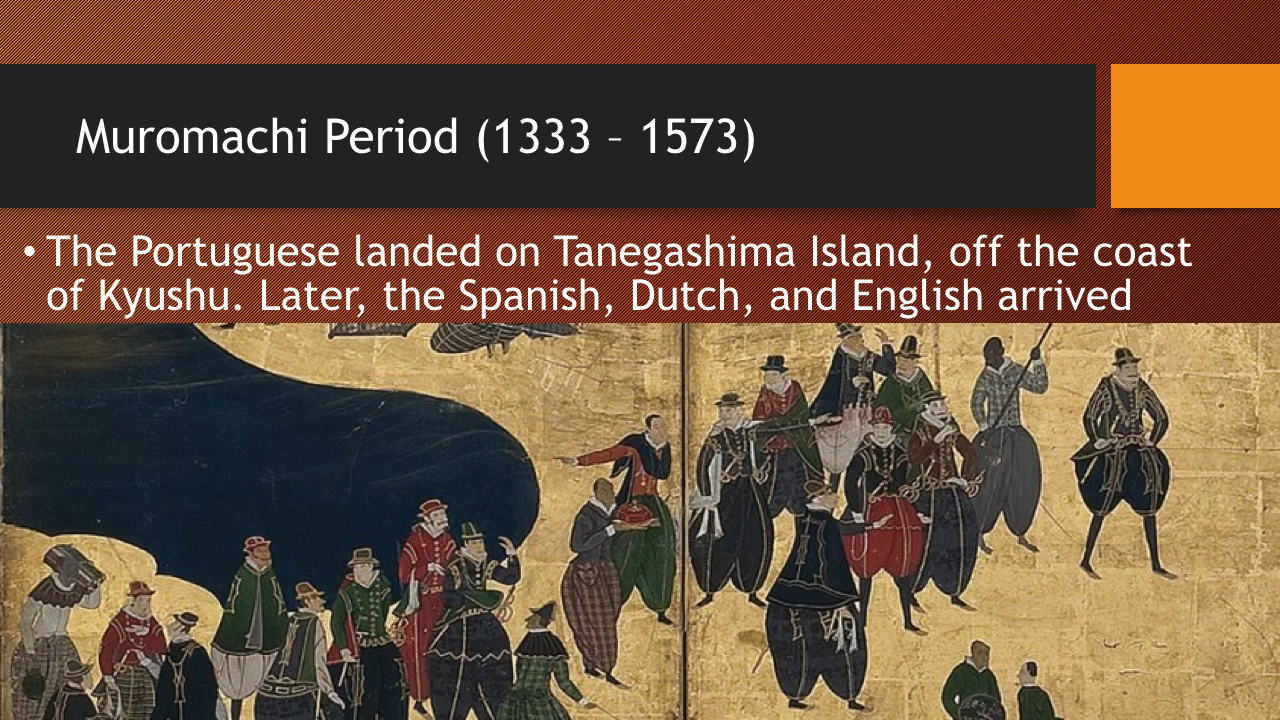 Muromachi Period (1333 – 1573)
• The Portuguese landed on Tanegashima Island, off the coast
of Kyushu. Later, the Spanish, Dutch, and English arrived